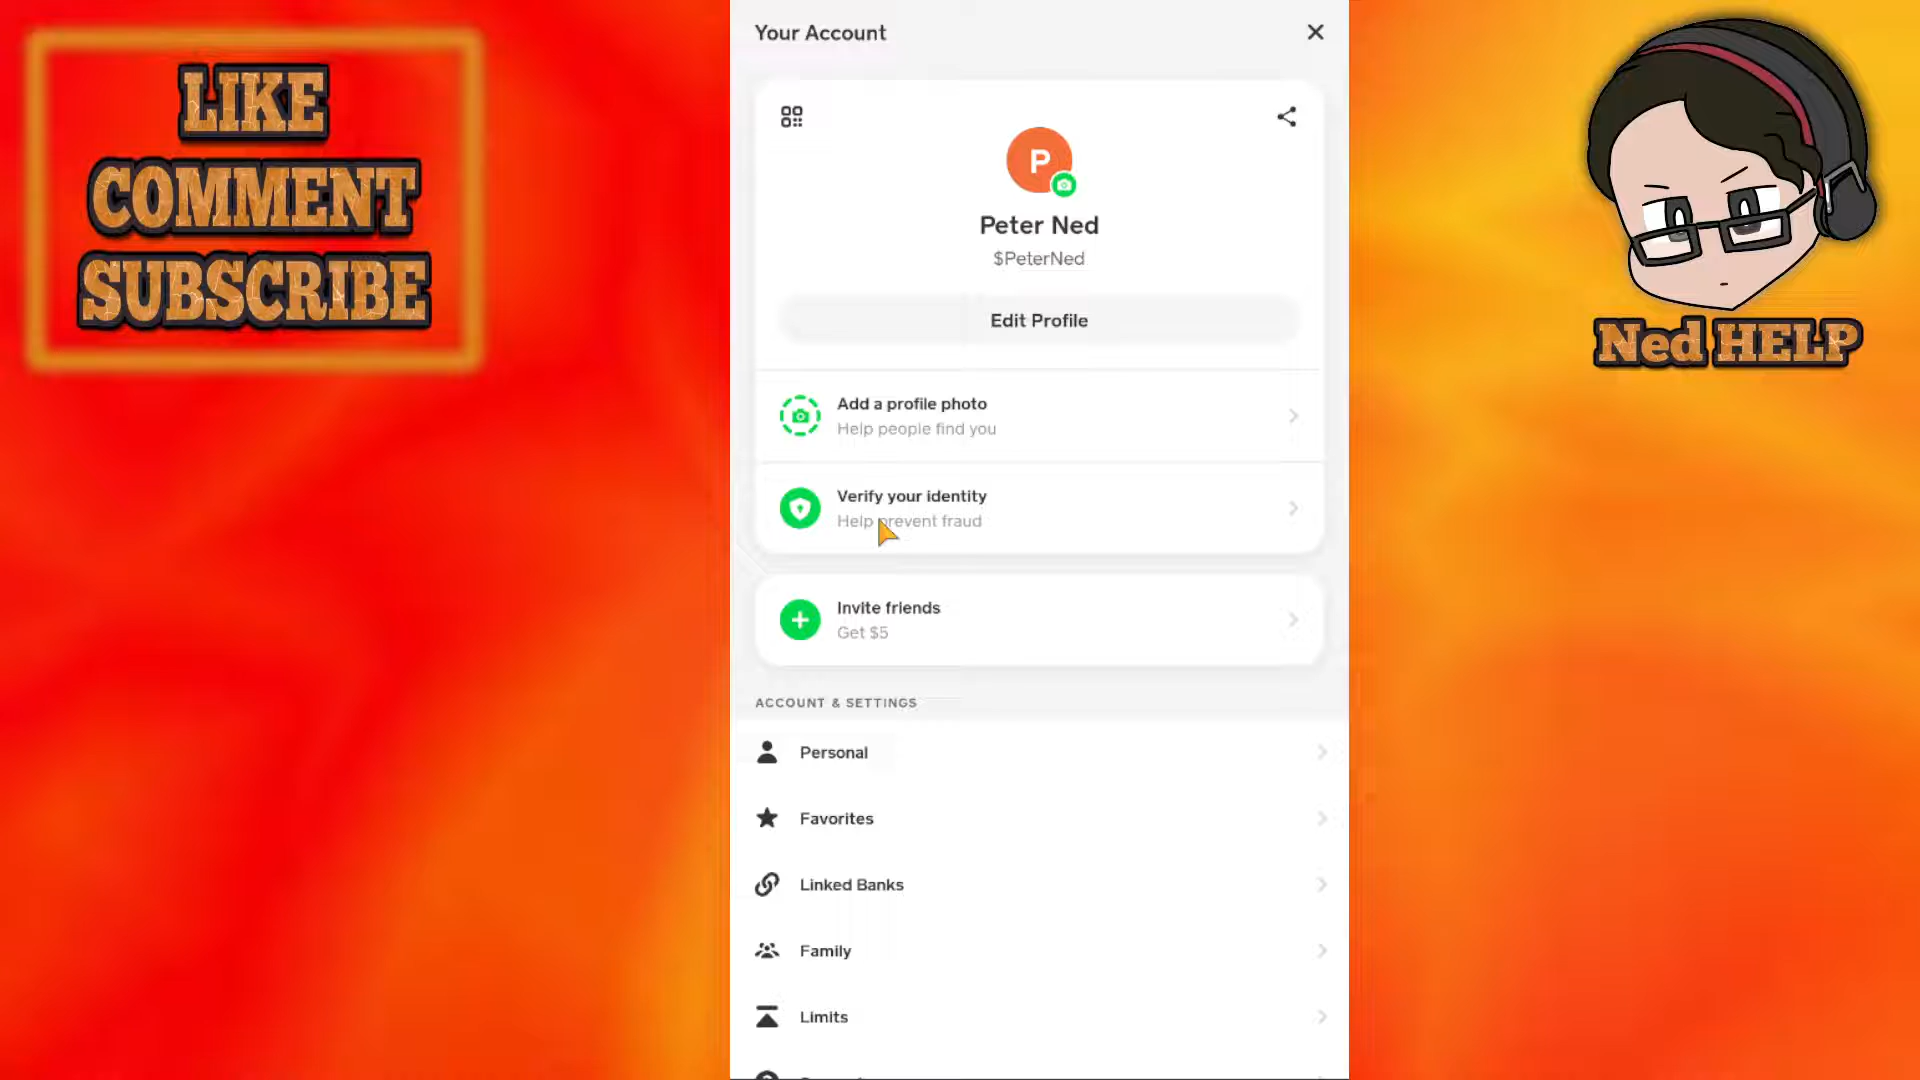 LIKE
COMMENT
SUBSCRIBE
Your Account
P
Peter Ned
$PeterNed
Edit Profile
Add a profile photo
Help people find you
Verify your identity
Help prevent fraud
Invite friends
Get $5
ACCOUNT & SETTINGS
Personal
Favorites
Linked Banks
Family
Limits
Ned HELP